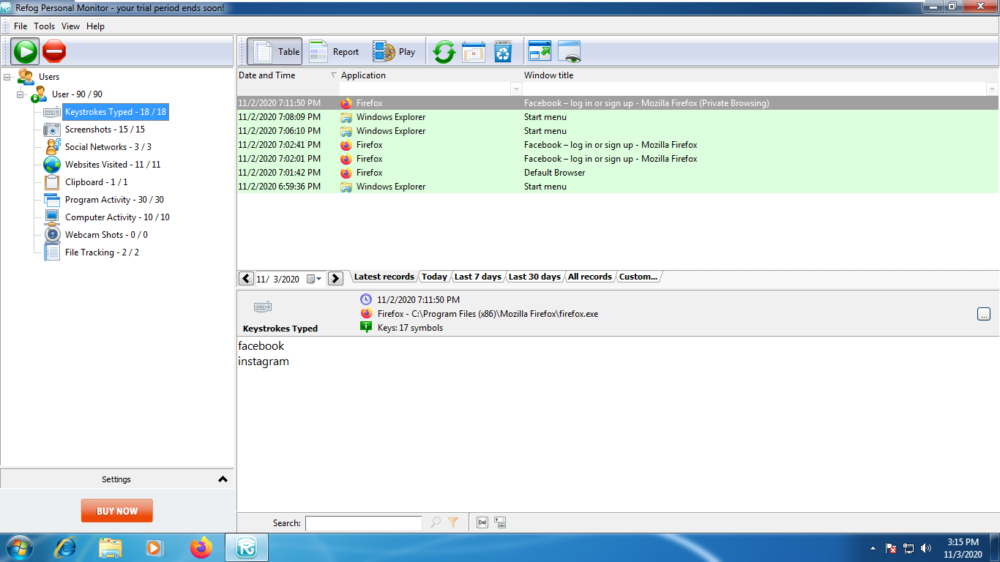 Refog Personal Monitor - your trial period ends soon!
File Tools View Help
Table Report Play
Users
User - 90 / 90
Keystrokes Typed - 18 / 18
Screenshots - 15 / 15
Social Networks - 3 / 3
Websites Visited - 11 / 11
Clipboard - 1 / 1
Program Activity - 30 / 30
Computer Activity - 10 / 10
Webcam Shots - 0 / 0
File Tracking - 2 / 2
Settings
BUY NOW
Date and Time Application Window title
11/2/2020 7:11:50 PM Firefox Facebook – log in or sign up - Mozilla Firefox (Private Browsing)
11/2/2020 7:08:09 PM Windows Explorer Start menu
11/2/2020 7:06:10 PM Windows Explorer Start menu
11/2/2020 7:02:41 PM Firefox Facebook – log in or sign up - Mozilla Firefox
11/2/2020 7:02:01 PM Firefox Facebook – log in or sign up - Mozilla Firefox
11/2/2020 7:01:42 PM Firefox Default Browser
11/2/2020 6:59:36 PM Windows Explorer Start menu
11/ 3/2020 Latest records Today Last 7 days Last 30 days All records Custom...
Keystrokes Typed
11/2/2020 7:11:50 PM
Firefox - C:\Program Files (x86)\Mozilla Firefox\firefox.exe
...
Keys: 17 symbols
facebook
instagram
Search:
Del
3:15 PM
11/3/2020